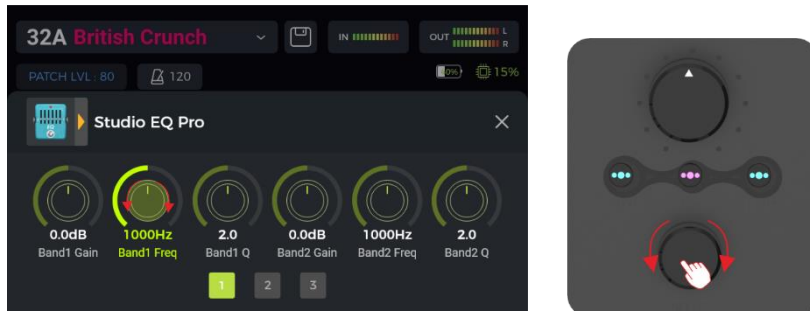 32A British Crunch
IN
OUT
L
R
PATCH LVL : 80
120
0%
15%
Studio EQ Pro
0.0dB
1000Hz
2.0
0.0dB
1000Hz
2.0
Band1 Gain
Band1 Freq
Band1 Q
Band2 Gain
Band2 Freq
Band2 Q
1
2
3